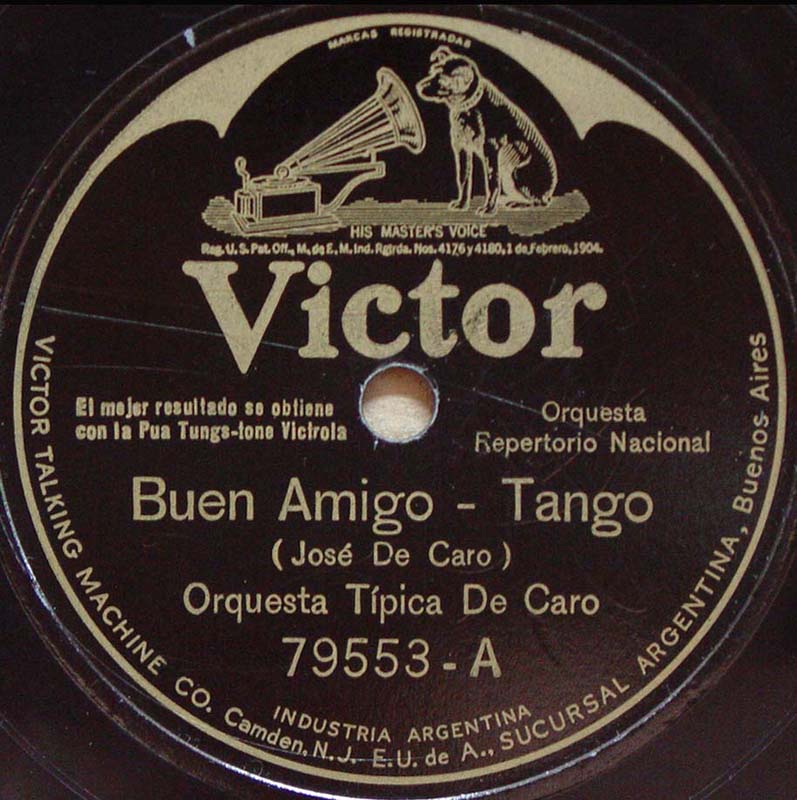 MARCAS REGISTRADAS
HIS MASTER'S VOICE
Reg. U. S. Pat. Off., M. de F., M. Ind. Rgtrda. Nos. 4176 y 4180, 1 de Febrero, 1904.
Victor
El mejor resultado se obtiene
con la Pua Tungs-tone Victrola
Orquesta
Repertorio Nacional
Buen Amigo - Tango
(José De Caro)
Orquesta Típica De Caro
79553-A
INDUSTRIA ARGENTINA
VICTOR TALKING MACHINE CO. Camden, N. J. E. U. de A., SUCURSAL ARGENTINA, Buenos Aires